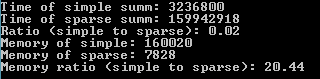 Time of simple summ: 3236800
Time of sparse summ: 159942918
Ratio (simple to sparse): 0.02
Memory of simple: 160020
Memory of sparse: 7828
Memory ratio (simple to sparse): 20.44